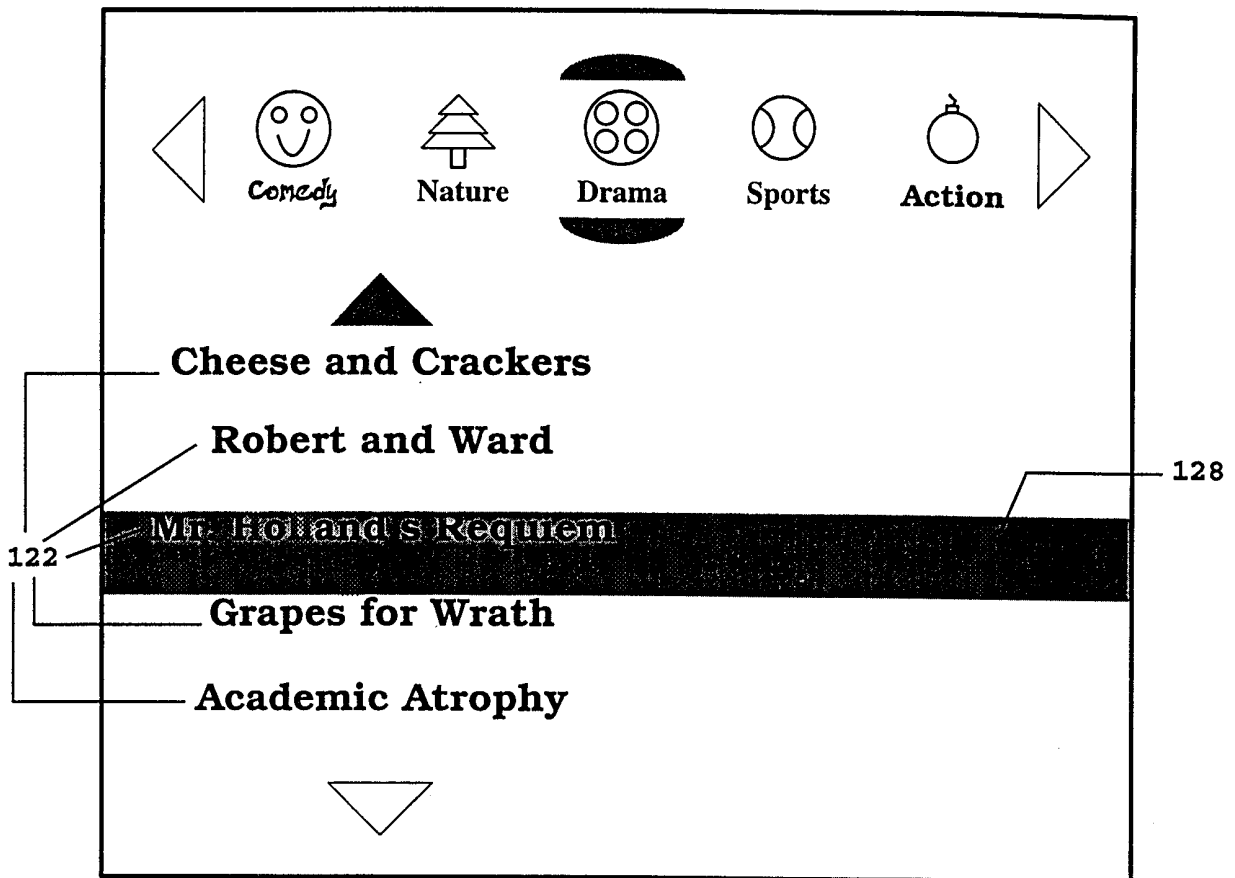 Comedy Nature Drama Sports Action
Cheese and Crackers
Robert and Ward
128
Mr. Holland's Requiem
122
Grapes for Wrath
Academic Atrophy